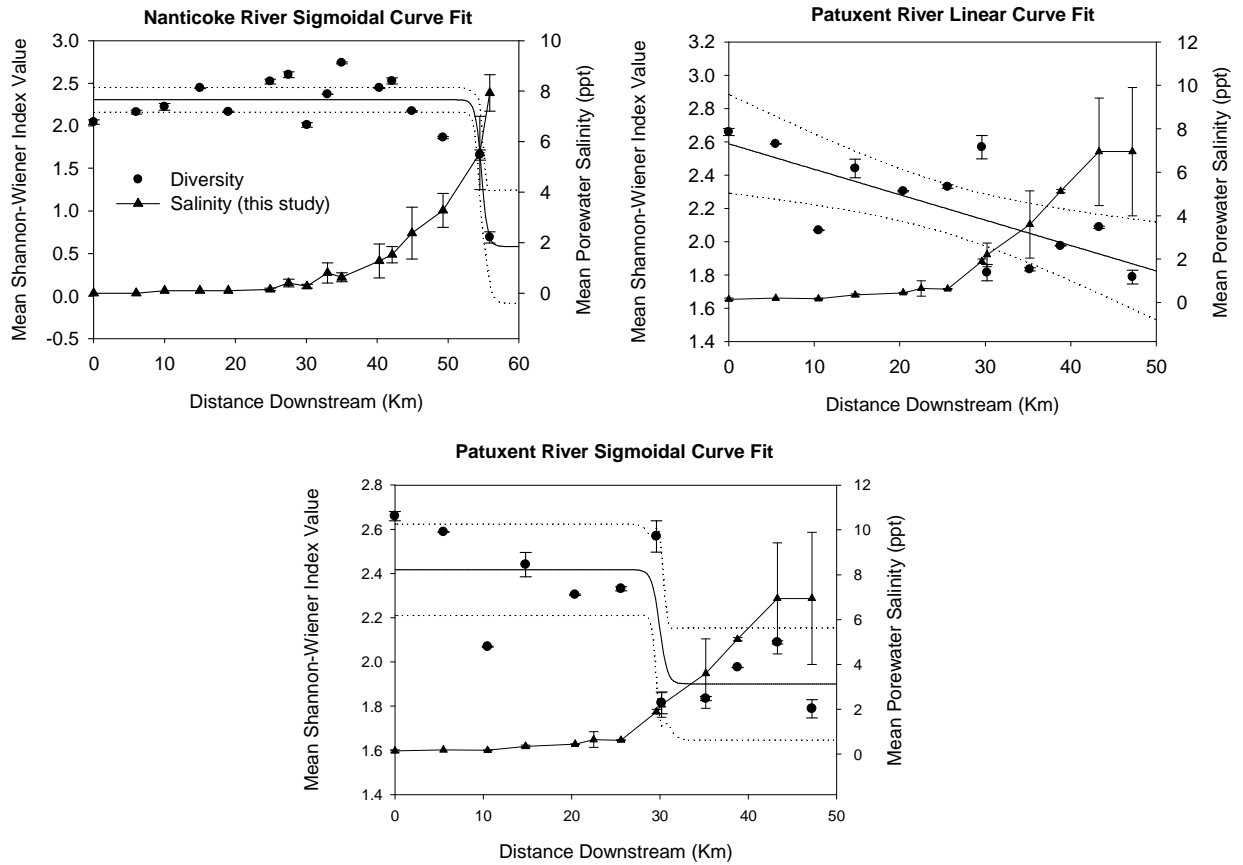 Nanticoke River Sigmoidal Curve Fit
Mean Shannon-Wiener Index Value
3.0
2.5
2.0
1.5
1.0
0.5
0.0
-0.5
Diversity
Salinity (this study)
10
8
6
4
2
0
Mean Porewater Salinity (ppt)
0 10 20 30 40 50 60
Distance Downstream (Km)
Patuxent River Linear Curve Fit
Mean Shannon-Wiener Index Value
3.2
3.0
2.8
2.6
2.4
2.2
2.0
1.8
1.6
1.4
12
10
8
6
4
2
0
Mean Porewater Salinity (ppt)
0 10 20 30 40 50
Distance Downstream (Km)
Patuxent River Sigmoidal Curve Fit
Mean Shannon-Wiener Index Value
2.8
2.6
2.4
2.2
2.0
1.8
1.6
1.4
12
10
8
6
4
2
0
Mean Porewater Salinity (ppt)
0 10 20 30 40 50
Distance Downstream (Km)